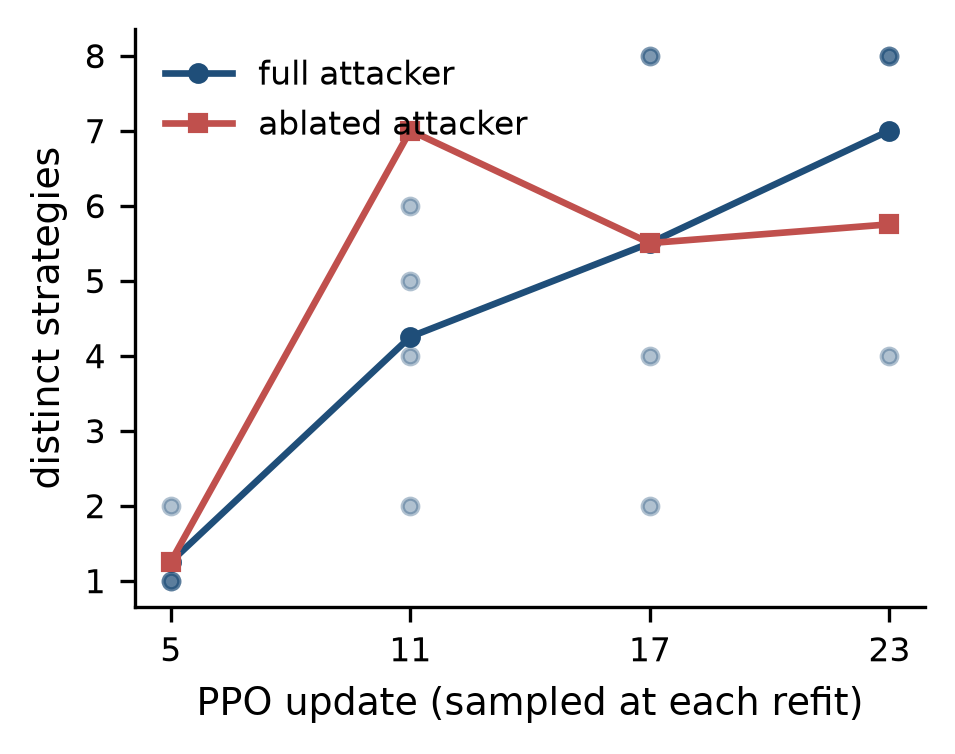 8
7
6
5
4
3
2
1
distinct strategies
full attacker
ablated attacker
5 11 17 23
PPO update (sampled at each refit)